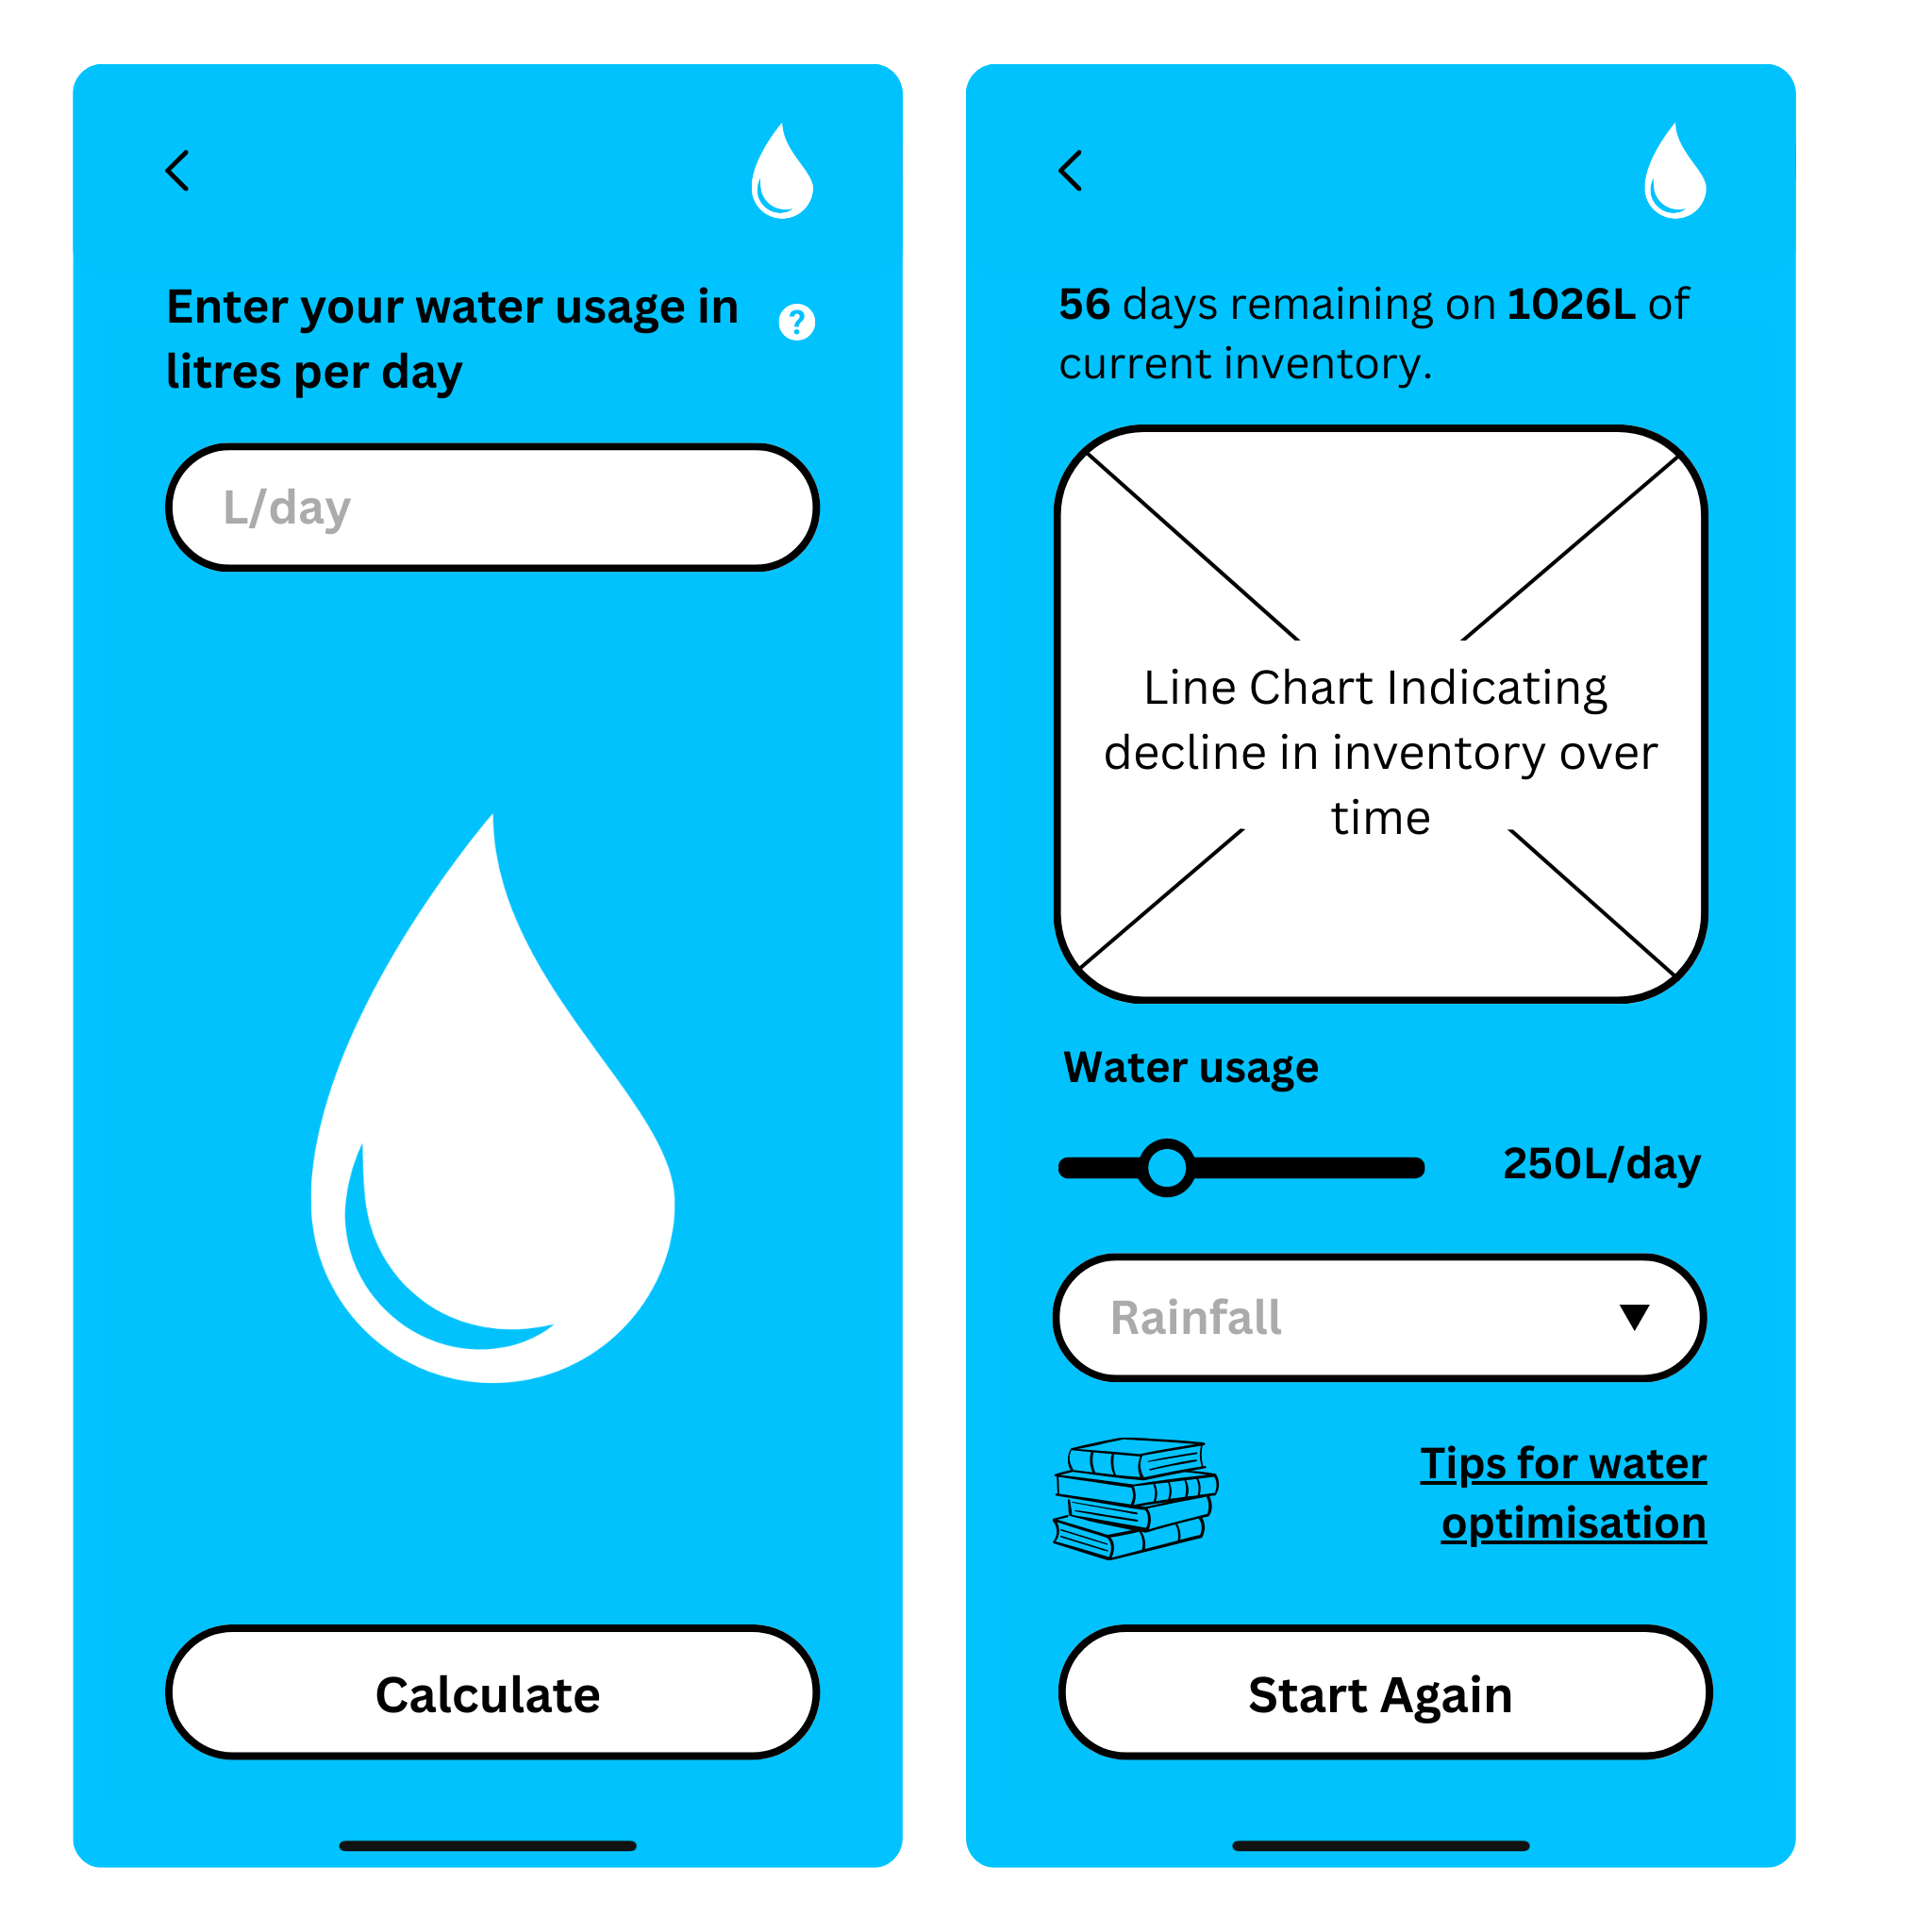 Enter your water usage in
litres per day
?
L/day
Calculate
56 days remaining on 1026L of
current inventory.
Line Chart Indicating
decline in inventory over
time
Water usage
250L/day
Rainfall
Tips for water
optimisation
Start Again